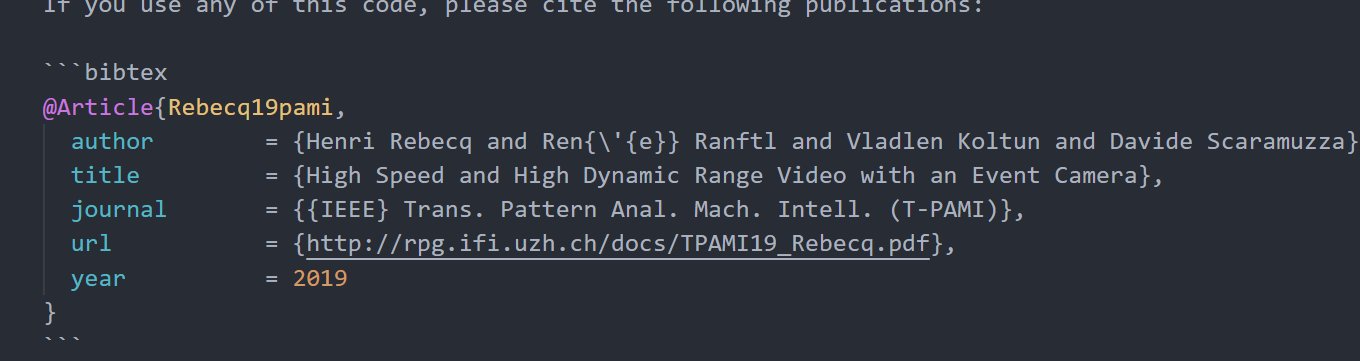 If you use any of this code, please cite the following publications:
```bibtex
@Article{Rebecq19pami,
author = {Henri Rebecq and Ren{\'{e}} Ranftl and Vladlen Koltun and Davide Scaramuzza}
title = {High Speed and High Dynamic Range Video with an Event Camera},
journal = {{IEEE} Trans. Pattern Anal. Mach. Intell. (T-PAMI)},
url = {http://rpg.ifi.uzh.ch/docs/TPAMI19_Rebecq.pdf},
year = 2019
}
```